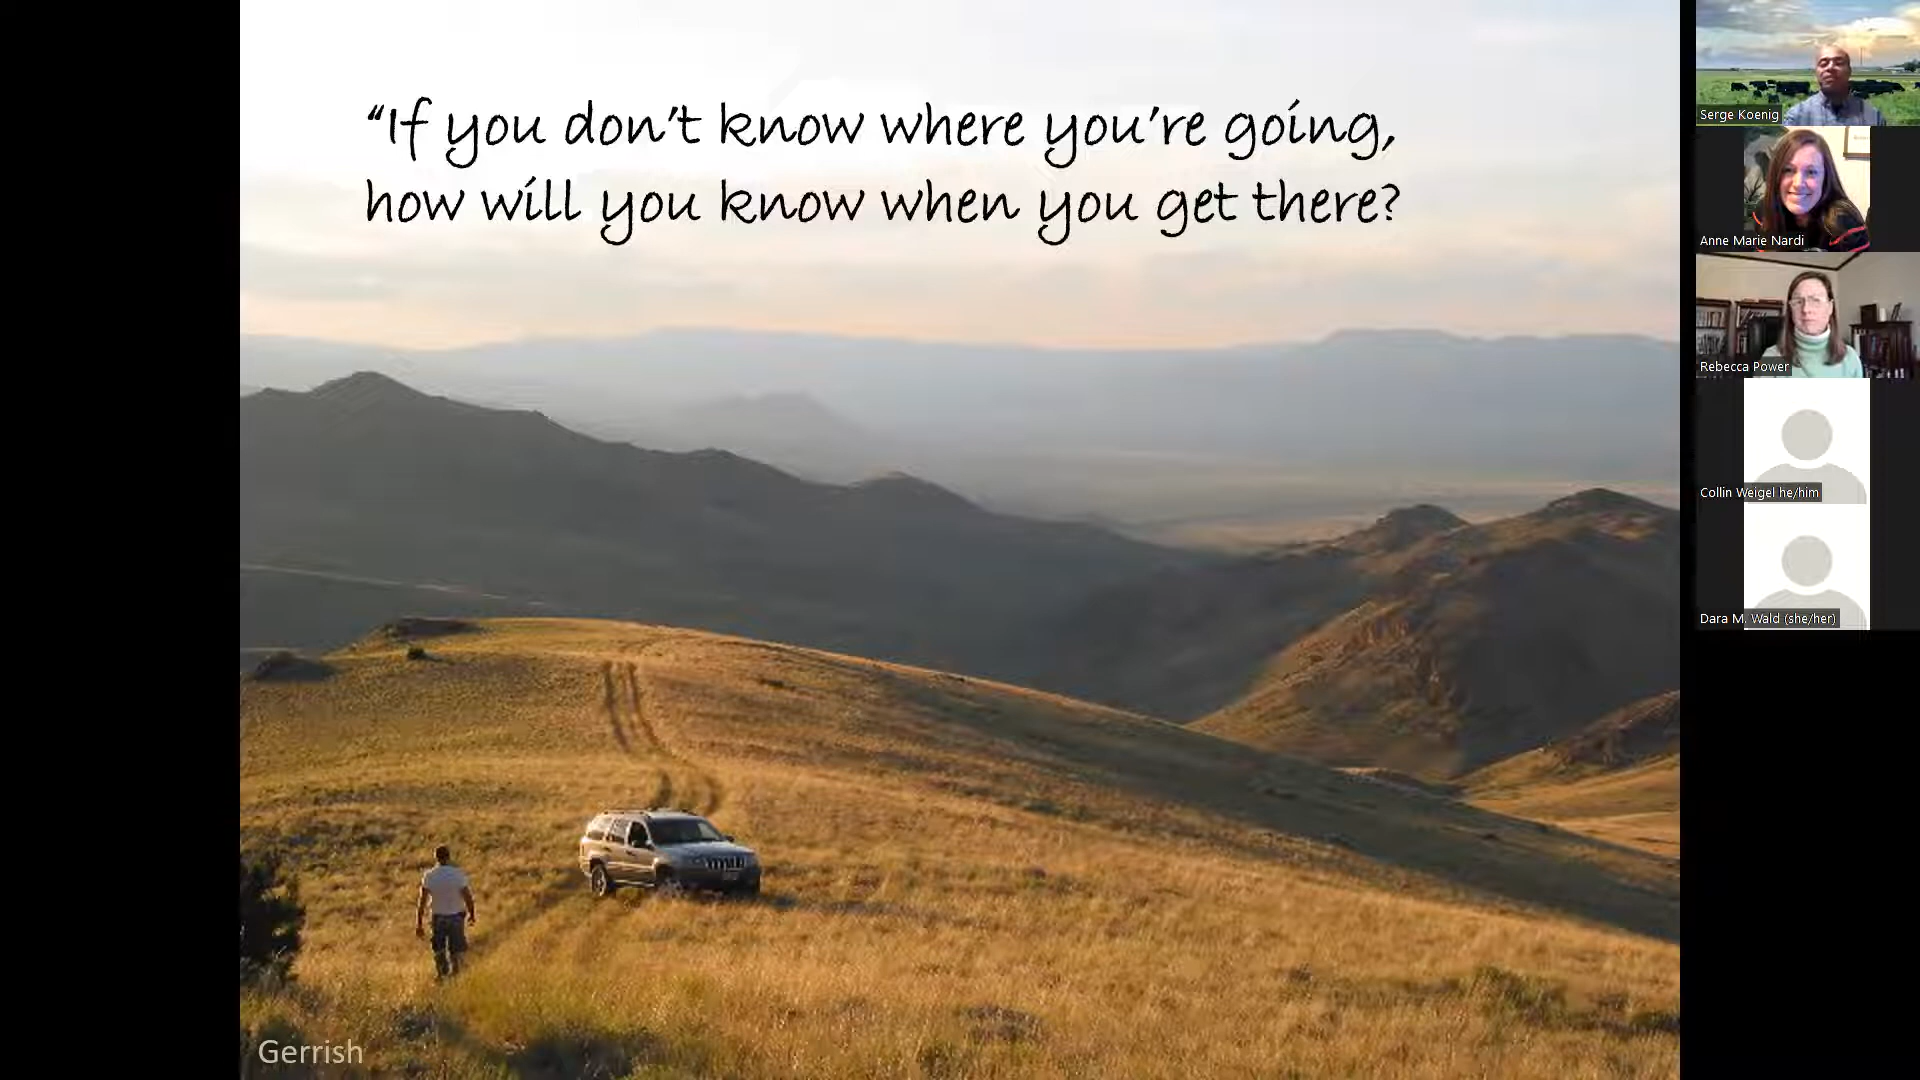 “If you don’t know where you’re going,
how will you know when you get there?
Gerrish
Serge Koenig
Anne Marie Nardi
Rebecca Power
Collin Weigel he/him
Dara M. Wald (she/her)